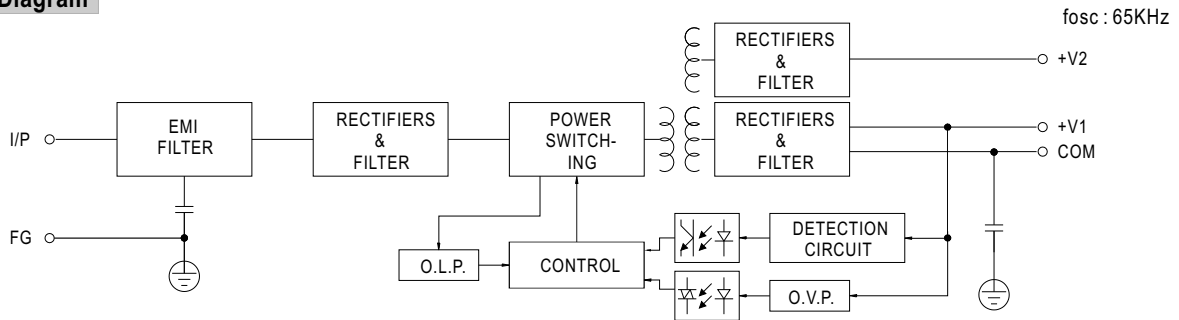 Diagram
fosc : 65KHz
RECTIFIERS
&
FILTER
+V2
I/P
EMI
FILTER
RECTIFIERS
&
FILTER
POWER
SWITCH-
ING
RECTIFIERS
&
FILTER
+V1
COM
FG
O.L.P.
CONTROL
DETECTION
CIRCUIT
O.V.P.